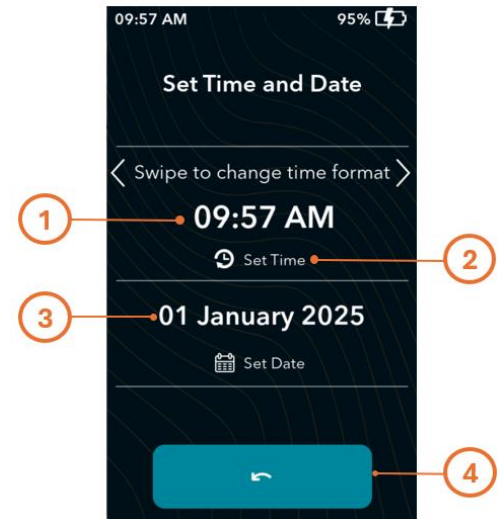 09:57 AM 95%
Set Time and Date
Swipe to change time format
1 09:57 AM
Set Time 2
3 01 January 2025
Set Date
4